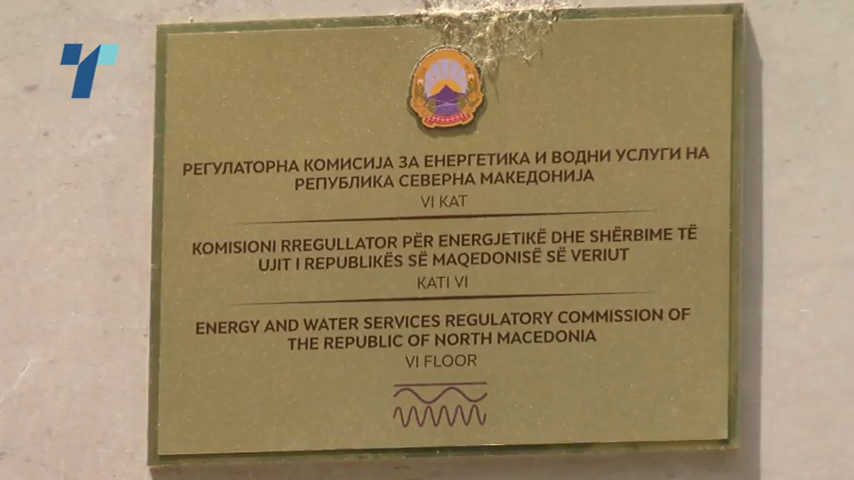 РЕГУЛАТОРНА КОМИСИЈА ЗА ЕНЕРГЕТИКА И ВОДНИ УСЛУГИ НА
РЕПУБЛИКА СЕВЕРНА МАКЕДОНИЈА
VI КАТ
KOMISIONI RREGULLATOR PËR ENERGJETIKË DHE SHËRBIME TË
UJIT I REPUBLIKËS SË MAQEDONISË SË VERIUT
KATI VI
ENERGY AND WATER SERVICES REGULATORY COMMISSION OF
THE REPUBLIC OF NORTH MACEDONIA
VI FLOOR